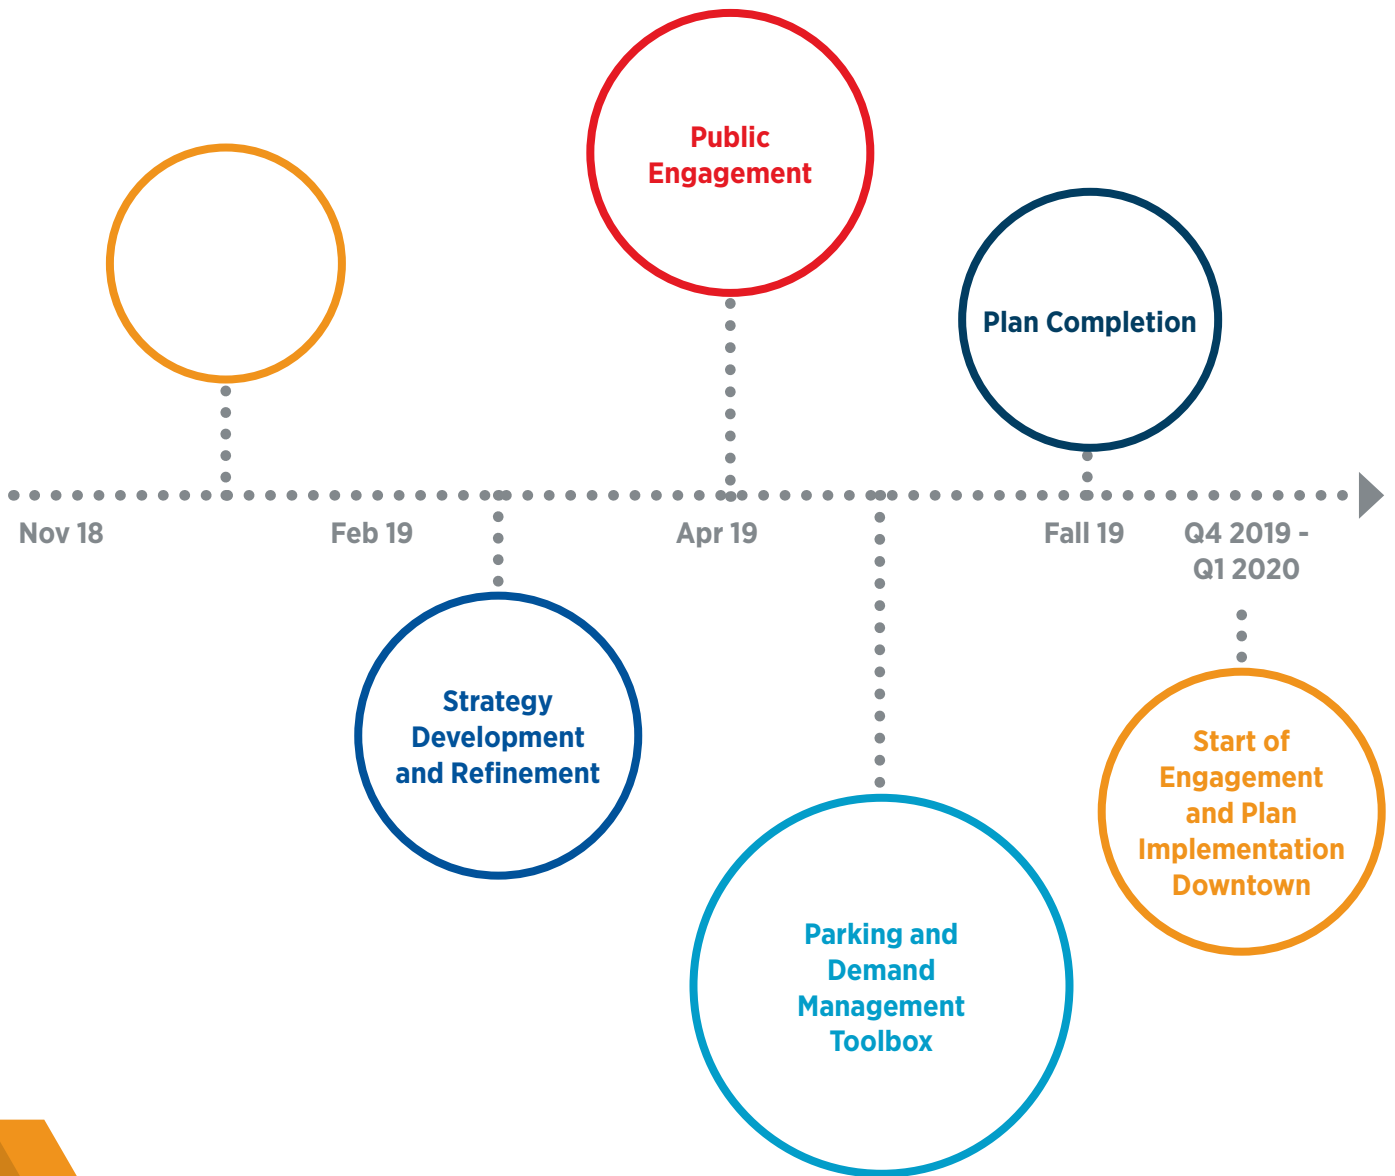 Public
Engagement
Plan Completion
Nov 18
Feb 19
Apr 19
Fall 19
Q4 2019 -
Q1 2020
Strategy
Development
and Refinement
Start of
Engagement
and Plan
Implementation
Downtown
Parking and
Demand
Management
Toolbox